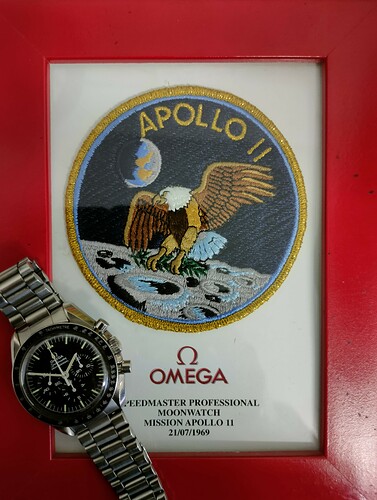 APOLLO 11
Ω
OMEGA
PEEDMASTER PROFESSIONAL
MOONWATCH
MISSION APOLLO 11
21/07/1969